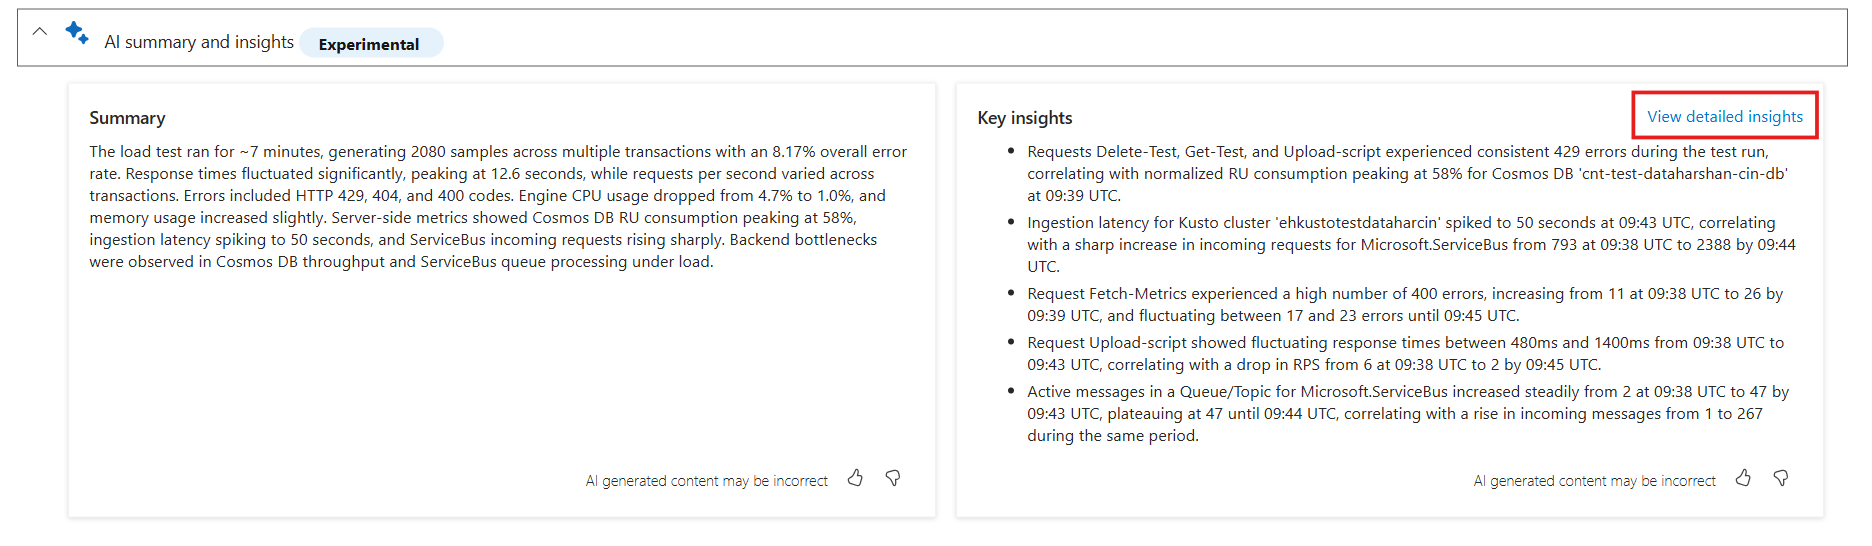 AI summary and insights Experimental
Summary
The load test ran for ~7 minutes, generating 2080 samples across multiple transactions with an 8.17% overall error
rate. Response times fluctuated significantly, peaking at 12.6 seconds, while requests per second varied across
transactions. Errors included HTTP 429, 404, and 400 codes. Engine CPU usage dropped from 4.7% to 1.0%, and
memory usage increased slightly. Server-side metrics showed Cosmos DB RU consumption peaking at 58%,
ingestion latency spiking to 50 seconds, and ServiceBus incoming requests rising sharply. Backend bottlenecks
were observed in Cosmos DB throughput and ServiceBus queue processing under load.
AI generated content may be incorrect
Key insights
View detailed insights
• Requests Delete-Test, Get-Test, and Upload-script experienced consistent 429 errors during the test run,
correlating with normalized RU consumption peaking at 58% for Cosmos DB 'cnt-test-dataharshan-cin-db'
at 09:39 UTC.
• Ingestion latency for Kusto cluster 'ehkustotestdataharcin' spiked to 50 seconds at 09:43 UTC, correlating
with a sharp increase in incoming requests for Microsoft.ServiceBus from 793 at 09:38 UTC to 2388 by 09:44
UTC.
• Request Fetch-Metrics experienced a high number of 400 errors, increasing from 11 at 09:38 UTC to 26 by
09:39 UTC, and fluctuating between 17 and 23 errors until 09:45 UTC.
• Request Upload-script showed fluctuating response times between 480ms and 1400ms from 09:38 UTC to
09:43 UTC, correlating with a drop in RPS from 6 at 09:38 UTC to 2 by 09:45 UTC.
• Active messages in a Queue/Topic for Microsoft.ServiceBus increased steadily from 2 at 09:38 UTC to 47 by
09:43 UTC, plateauing at 47 until 09:44 UTC, correlating with a rise in incoming messages from 1 to 267
during the same period.
AI generated content may be incorrect